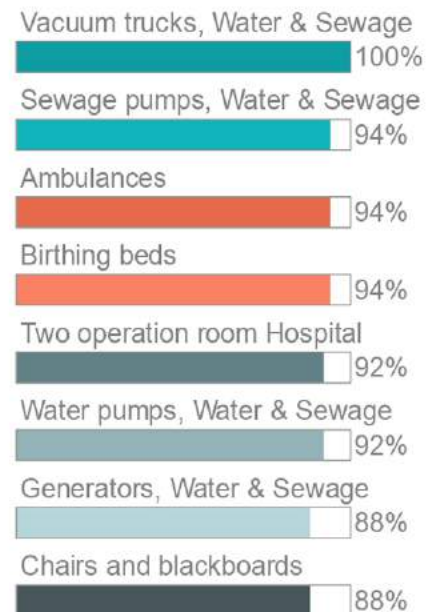 Vacuum trucks, Water & Sewage
100%
Sewage pumps, Water & Sewage
94%
Ambulances
94%
Birthing beds
94%
Two operation room Hospital
92%
Water pumps, Water & Sewage
92%
Generators, Water & Sewage
88%
Chairs and blackboards
88%